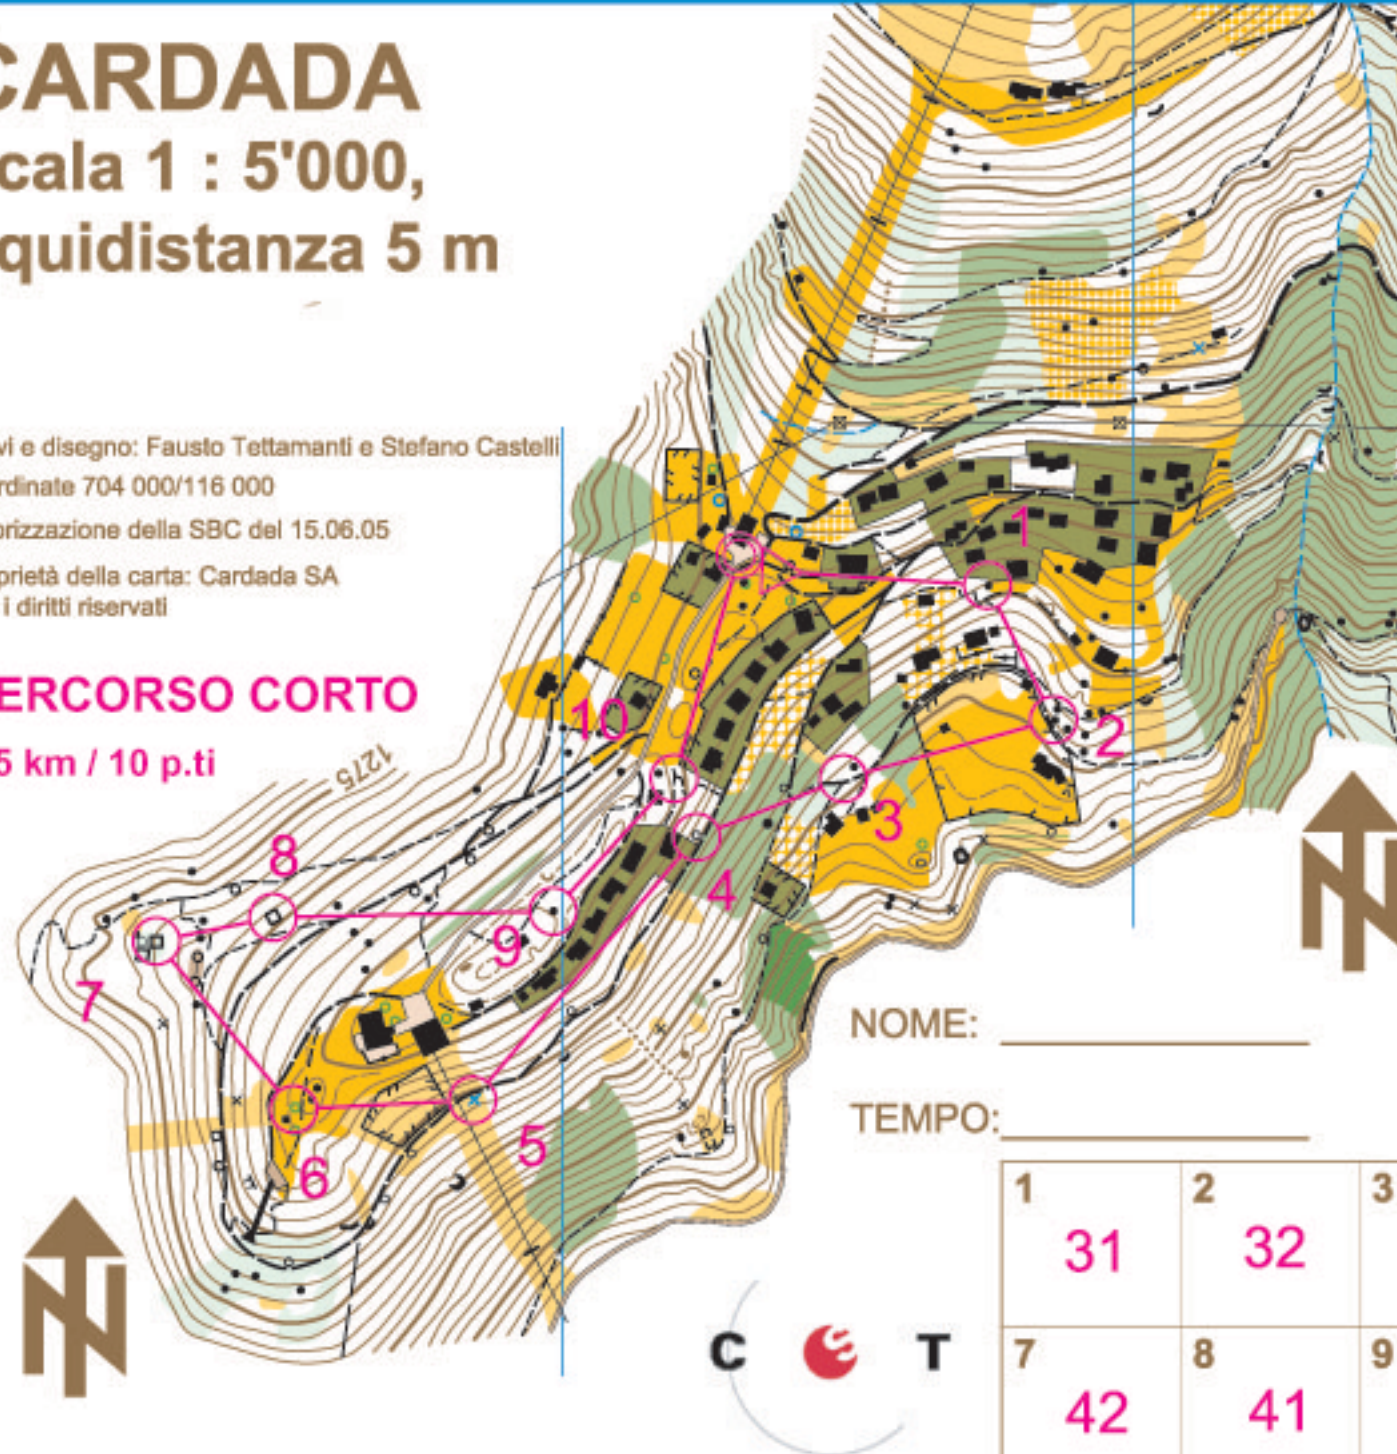 CARDADA
cala 1 : 5'000,
quidistanza 5 m
vi e disegno: Fausto Tettamanti e Stefano Castelli
rdinate 704 000/116 000
orizzazione della SBC del 15.06.05
prietà della carta: Cardada SA
i diritti riservati
ERCORSO CORTO
5 km / 10 p.ti
1275
1
2
3
4
5
6
7
8
9
10
N
N
NOME:
TEMPO:
1 2 3
31 32
7 8 9
42 41
C T